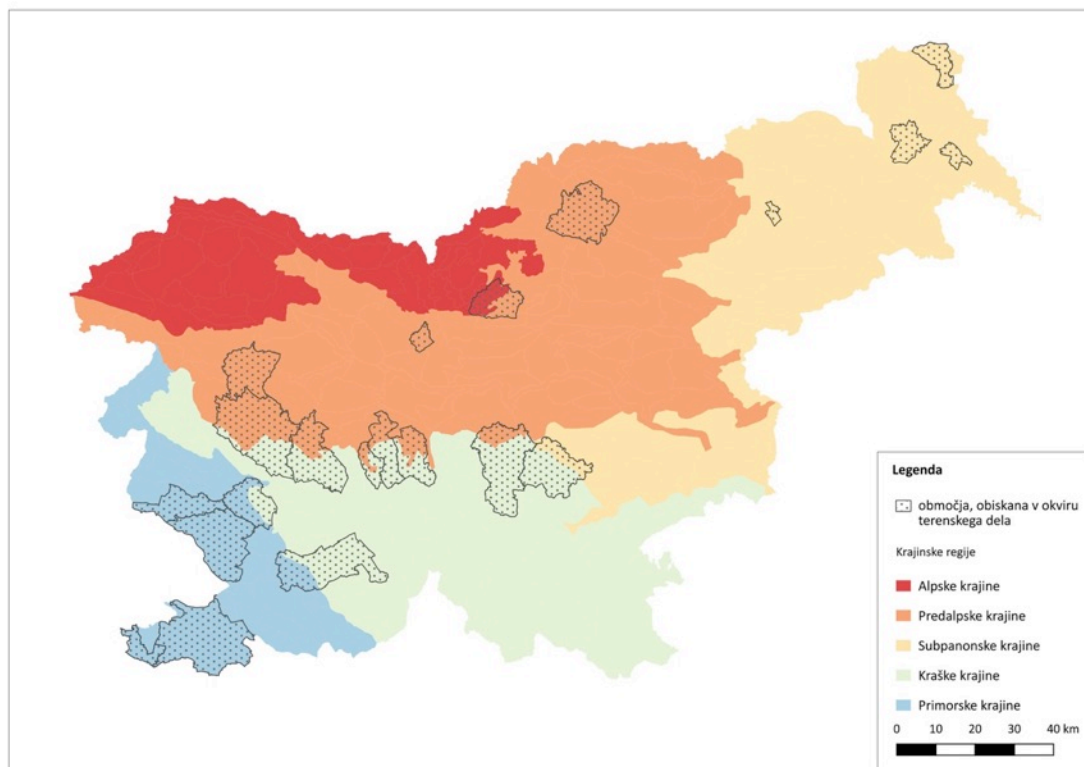 Legenda
območja, obiskana v okviru
terenskega dela
Krajinske regije
Alpske krajine
Predalpske krajine
Subpanonske krajine
Kraške krajine
Primorske krajine
0 10 20 30 40 km